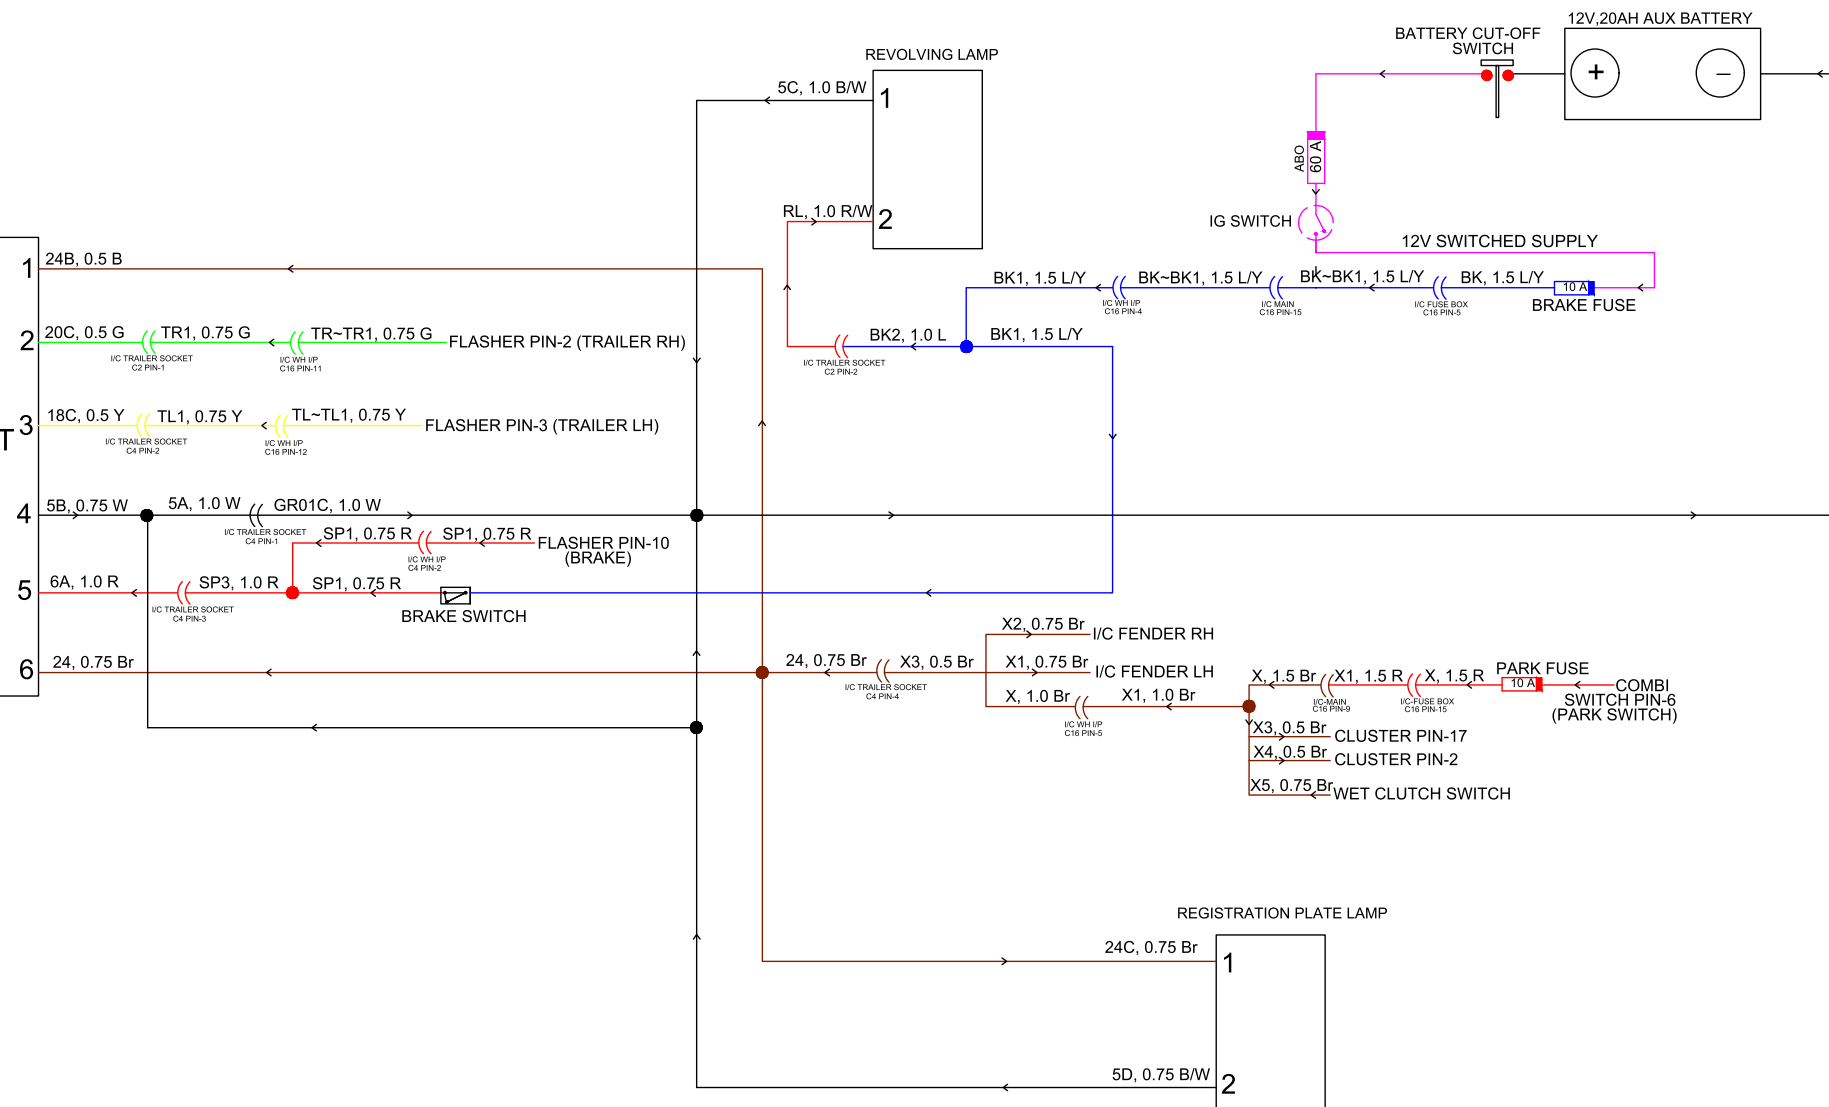 12V,20AH AUX BATTERY
BATTERY CUT-OFF
SWITCH
+
−
REVOLVING LAMP
5C, 1.0 B/W
1
RL, 1.0 R/W
2
ABO
60 A
IG SWITCH
12V SWITCHED SUPPLY
1
24B, 0.5 B
BK1, 1.5 L/Y
I/C WH I/P
C16 PIN-4
BK~BK1, 1.5 L/Y
I/C MAIN
C16 PIN-15
BK~BK1, 1.5 L/Y
I/C FUSE BOX
C16 PIN-5
BK, 1.5 L/Y
10 A
BRAKE FUSE
2
20C, 0.5 G
I/C TRAILER SOCKET
C2 PIN-1
TR1, 0.75 G
I/C WH I/P
C16 PIN-11
TR~TR1, 0.75 G
FLASHER PIN-2 (TRAILER RH)
I/C TRAILER SOCKET
C2 PIN-2
BK2, 1.0 L
BK1, 1.5 L/Y
T
3
18C, 0.5 Y
I/C TRAILER SOCKET
C4 PIN-2
TL1, 0.75 Y
I/C WH I/P
C16 PIN-12
TL~TL1, 0.75 Y
FLASHER PIN-3 (TRAILER LH)
4
5B, 0.75 W
5A, 1.0 W
I/C TRAILER SOCKET
C4 PIN-1
GR01C, 1.0 W
SP1, 0.75 R
I/C WH I/P
C4 PIN-2
SP1, 0.75 R
FLASHER PIN-10
(BRAKE)
5
6A, 1.0 R
I/C TRAILER SOCKET
C4 PIN-3
SP3, 1.0 R
SP1, 0.75 R
BRAKE SWITCH
6
24, 0.75 Br
24, 0.75 Br
I/C TRAILER SOCKET
C4 PIN-4
X3, 0.5 Br
X2, 0.75 Br
I/C FENDER RH
X1, 0.75 Br
I/C FENDER LH
X, 1.0 Br
I/C WH I/P
C16 PIN-5
X1, 1.0 Br
X, 1.5 Br
I/C-MAIN
C16 PIN-9
X1, 1.5 R
I/C-FUSE BOX
C16 PIN-15
X, 1.5 R
PARK FUSE
10 A
COMBI
SWITCH PIN-6
(PARK SWITCH)
X3, 0.5 Br
CLUSTER PIN-17
X4, 0.5 Br
CLUSTER PIN-2
X5, 0.75 Br
WET CLUTCH SWITCH
REGISTRATION PLATE LAMP
24C, 0.75 Br
1
5D, 0.75 B/W
2